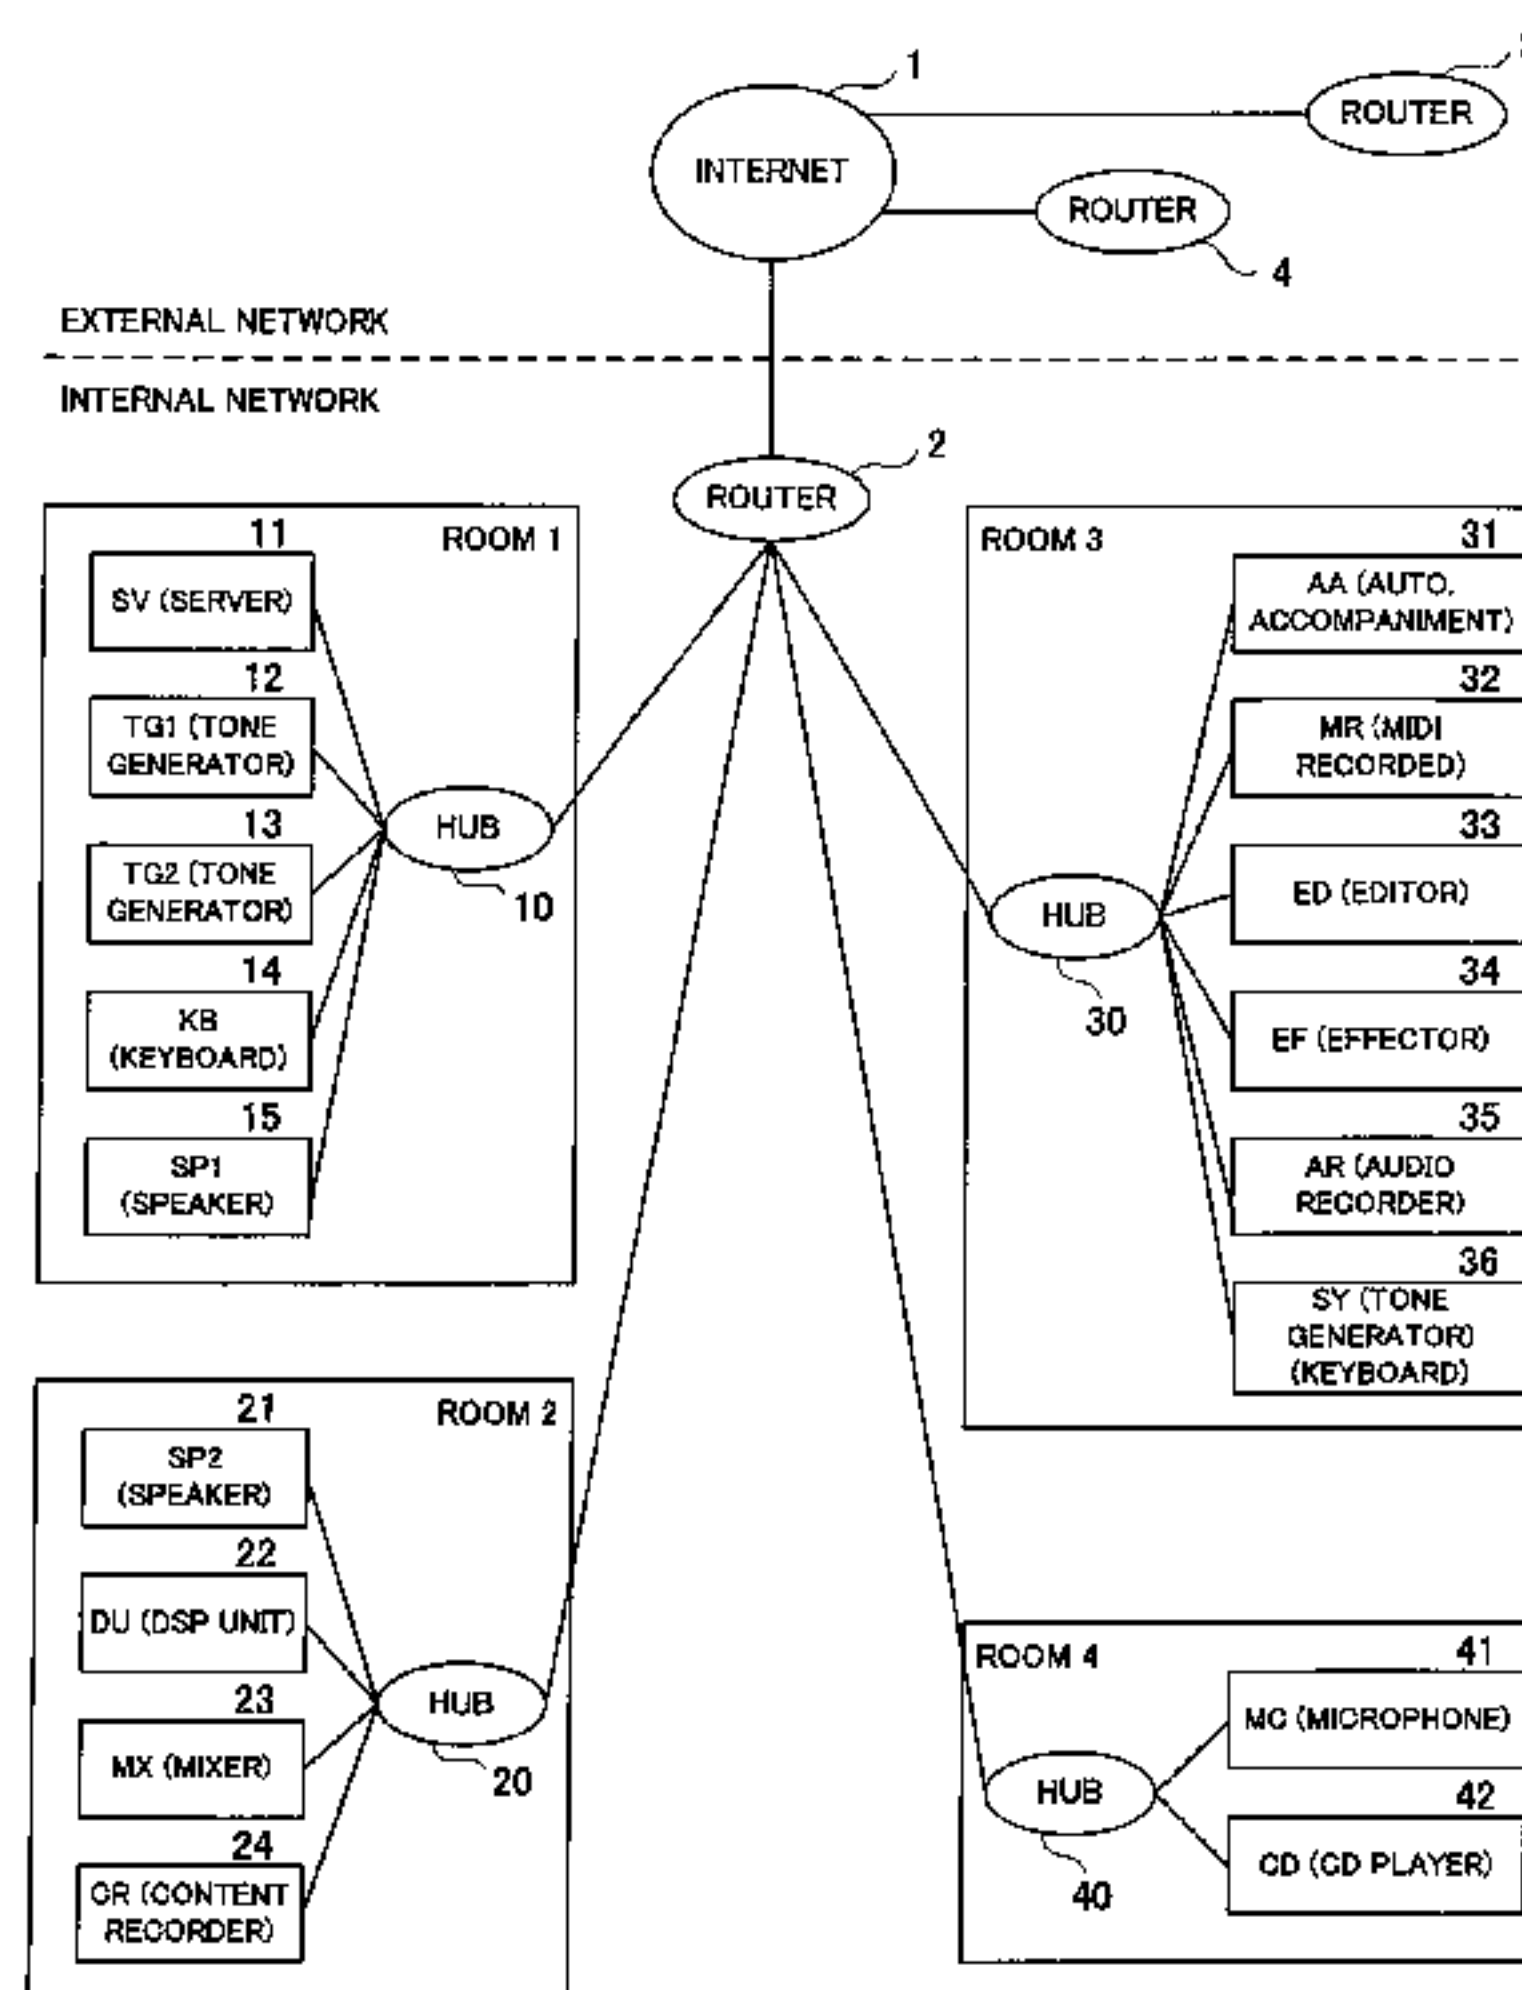 1
ROUTER
INTERNET
ROUTER
4
EXTERNAL NETWORK
INTERNAL NETWORK
2
ROUTER
ROOM 1
11
SV (SERVER)
12
TG1 (TONE
GENERATOR)
13
TG2 (TONE
GENERATOR)
14
KB
(KEYBOARD)
15
SP1
(SPEAKER)
HUB
10
ROOM 3
31
AA (AUTO.
ACCOMPANIMENT)
32
MR (MIDI
RECORDED)
33
ED (EDITOR)
34
EF (EFFECTOR)
35
AR (AUDIO
RECORDER)
36
SY (TONE
GENERATOR)
(KEYBOARD)
HUB
30
ROOM 2
21
SP2
(SPEAKER)
22
DU (DSP UNIT)
23
MX (MIXER)
24
CR (CONTENT
RECORDER)
HUB
20
ROOM 4
41
MC (MICROPHONE)
42
CD (CD PLAYER)
HUB
40